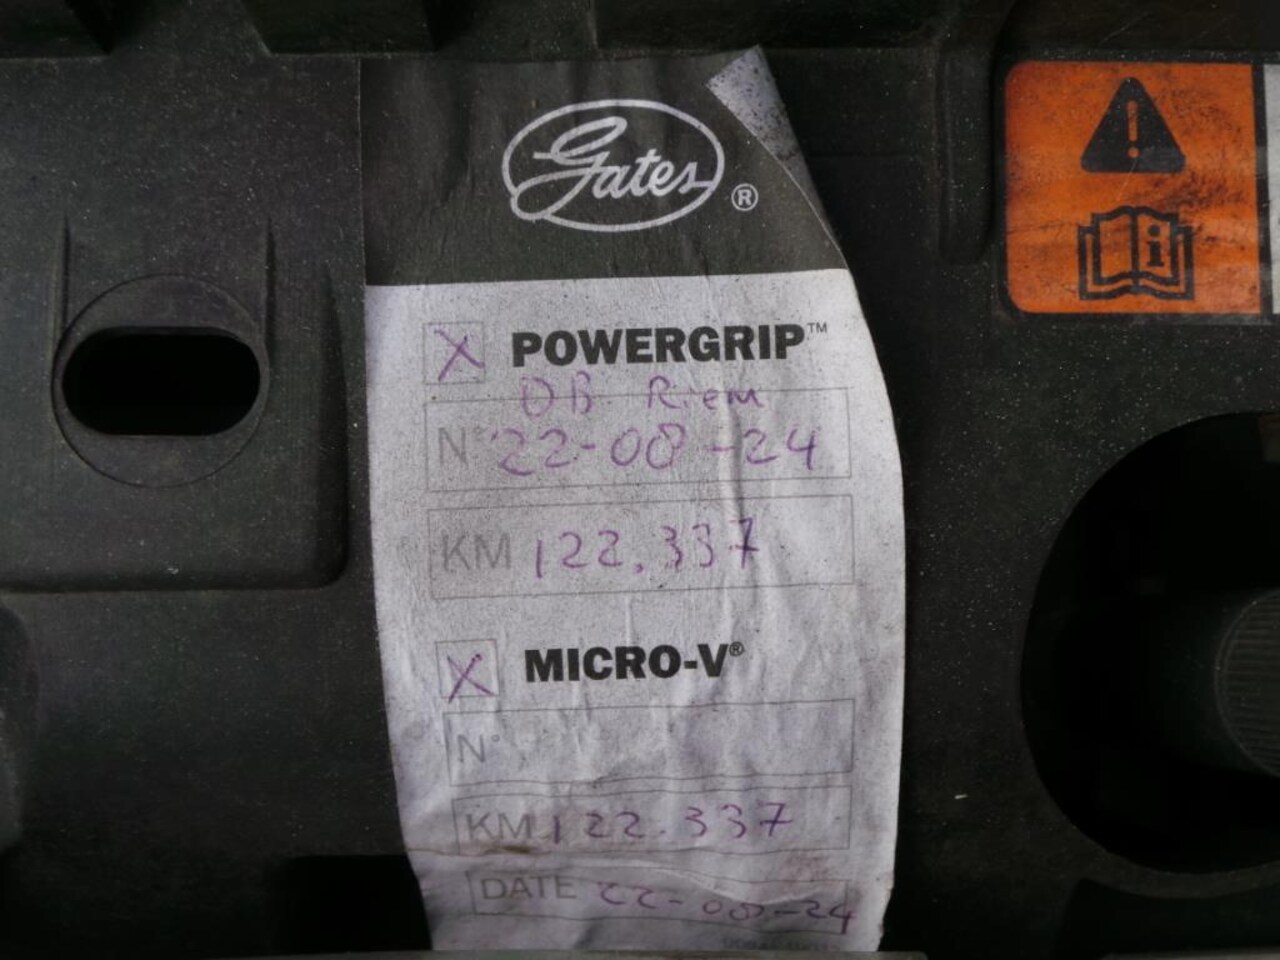 Gates®
X POWERGRIP™
DB Riem
N° 22-08-24
KM 122.337
X MICRO-V®
N°
KM 122.337
DATE 22-08-24